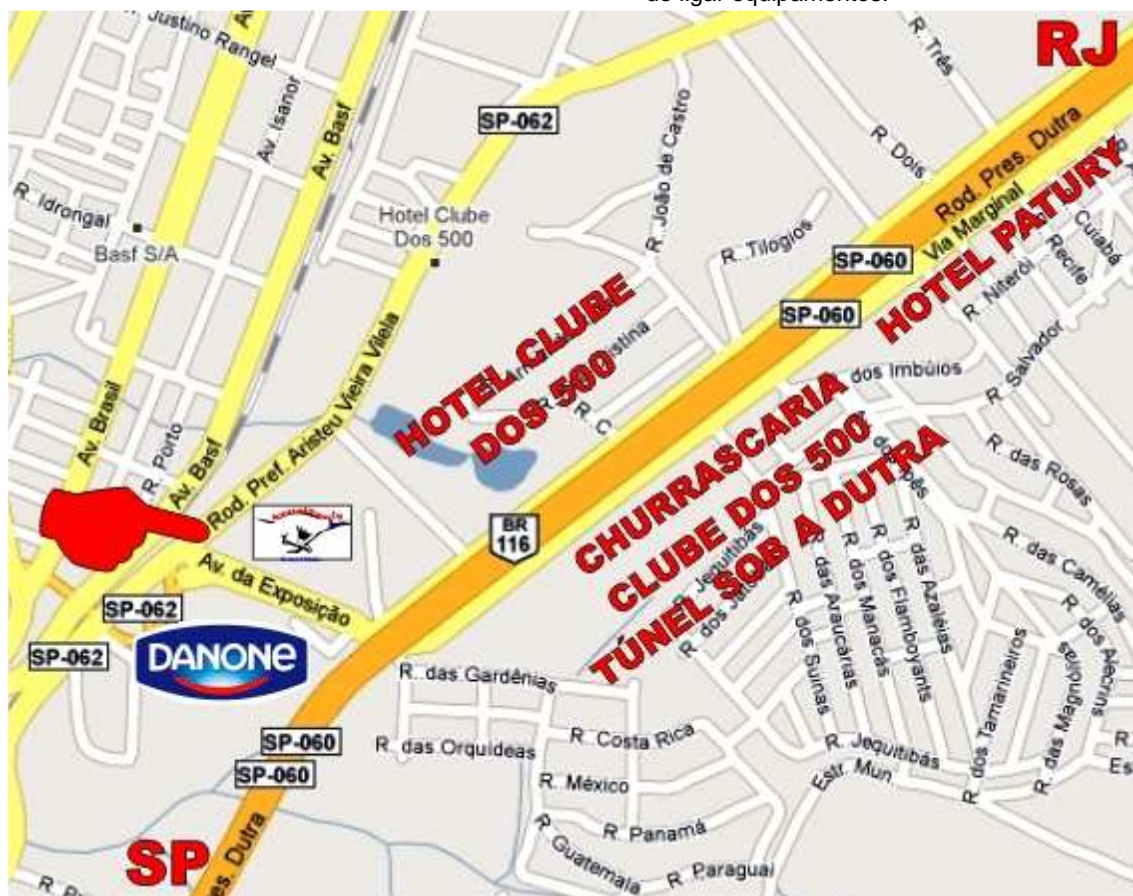 de ligar equipamentos.
R. Justino Rangel
Av. Isanor
Av. Basf
SP-062
R. Três
RJ
R. Dois
Rod. Pres. Dutra
Via Marginal
R. João de Castro
R. Idrongal
Basf S/A
Hotel Clube
Dos 500
R. Tilogios
SP-060
SP-060
HOTEL PATURY
Cuiabá
Recife
R. Niterói
R. Salvador
HOTEL CLUBE
DOS 500
R. C
dos Imbúios
Av. Brasil
R. Porto
Av. Basf
Rod. Pref. Aristeu Vieira Vilela
CHURRASCARIA
CLUBE DOS 500
TÚNEL SOB A DUTRA
R. das Rosas
BR
116
Av. da Exposição
SP-062
SP-062
DANONE
R. Jequitibás
R. das Araucárias
R. dos Manacás
R. dos Flamboyants
R. das Azaléias
R. dos Suinas
R. das Camélias
R. dos Alecrins
R. das Magnólias
R. dos Tamarineiros
R. das Gardênias
R. das Orquídeas
R. Costa Rica
R. México
R. Panamá
R. Guatemala
R. Paraguai
R. Jequitibás
Estr. Mun.
SP-060
SP-060
SP
Pres. Dutra